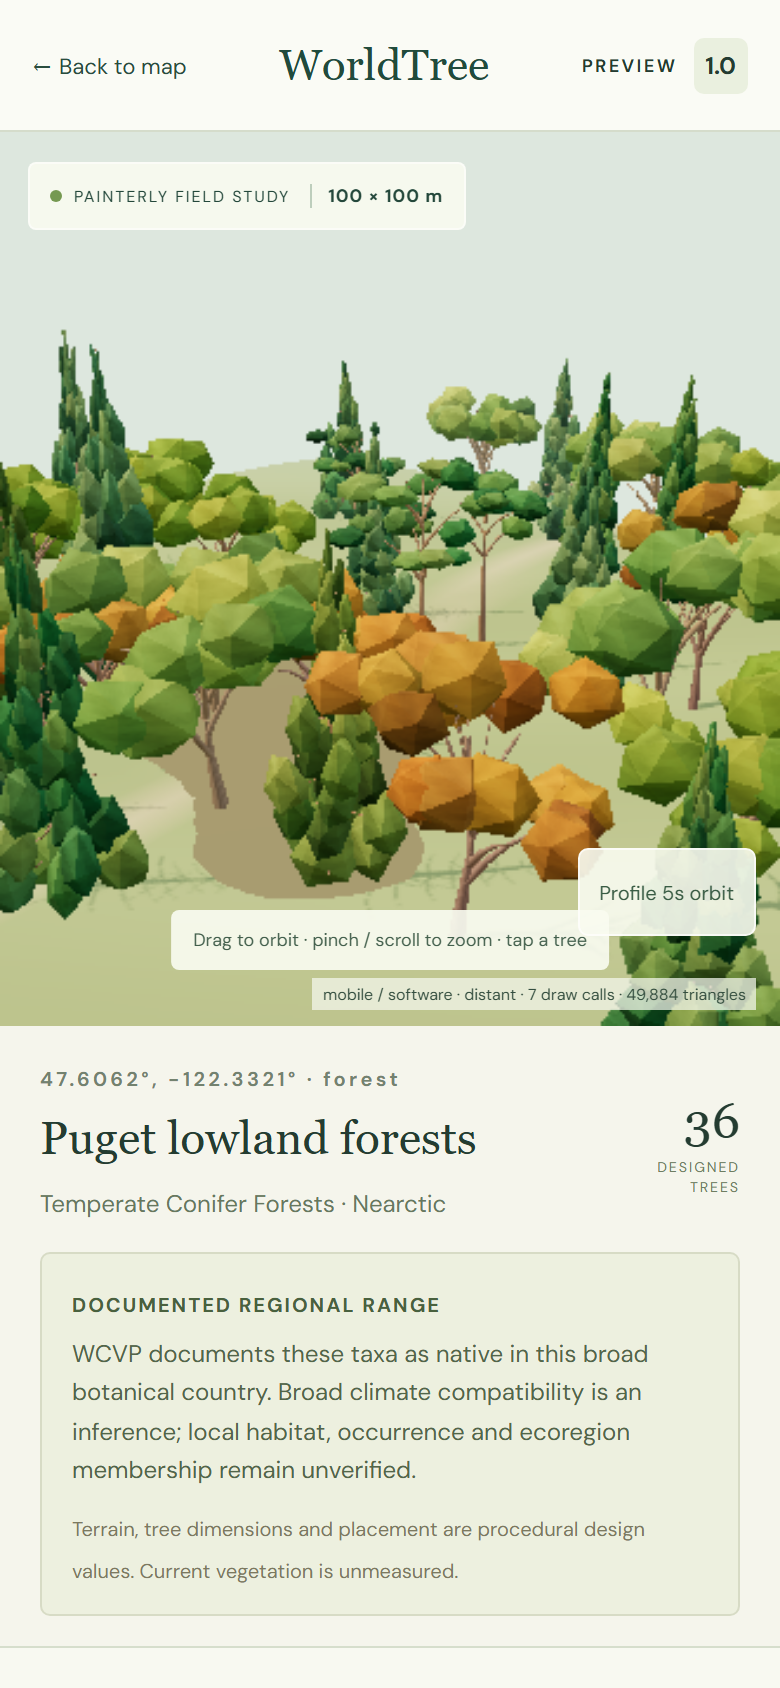 ← Back to map
WorldTree
PREVIEW 1.0
PAINTERLY FIELD STUDY | 100 × 100 m
Profile 5s orbit
Drag to orbit · pinch / scroll to zoom · tap a tree
mobile / software · distant · 7 draw calls · 49,884 triangles
47.6062°, -122.3321° · forest
Puget lowland forests
36
DESIGNED
TREES
Temperate Conifer Forests · Nearctic
DOCUMENTED REGIONAL RANGE
WCVP documents these taxa as native in this broad
botanical country. Broad climate compatibility is an
inference; local habitat, occurrence and ecoregion
membership remain unverified.
Terrain, tree dimensions and placement are procedural design
values. Current vegetation is unmeasured.